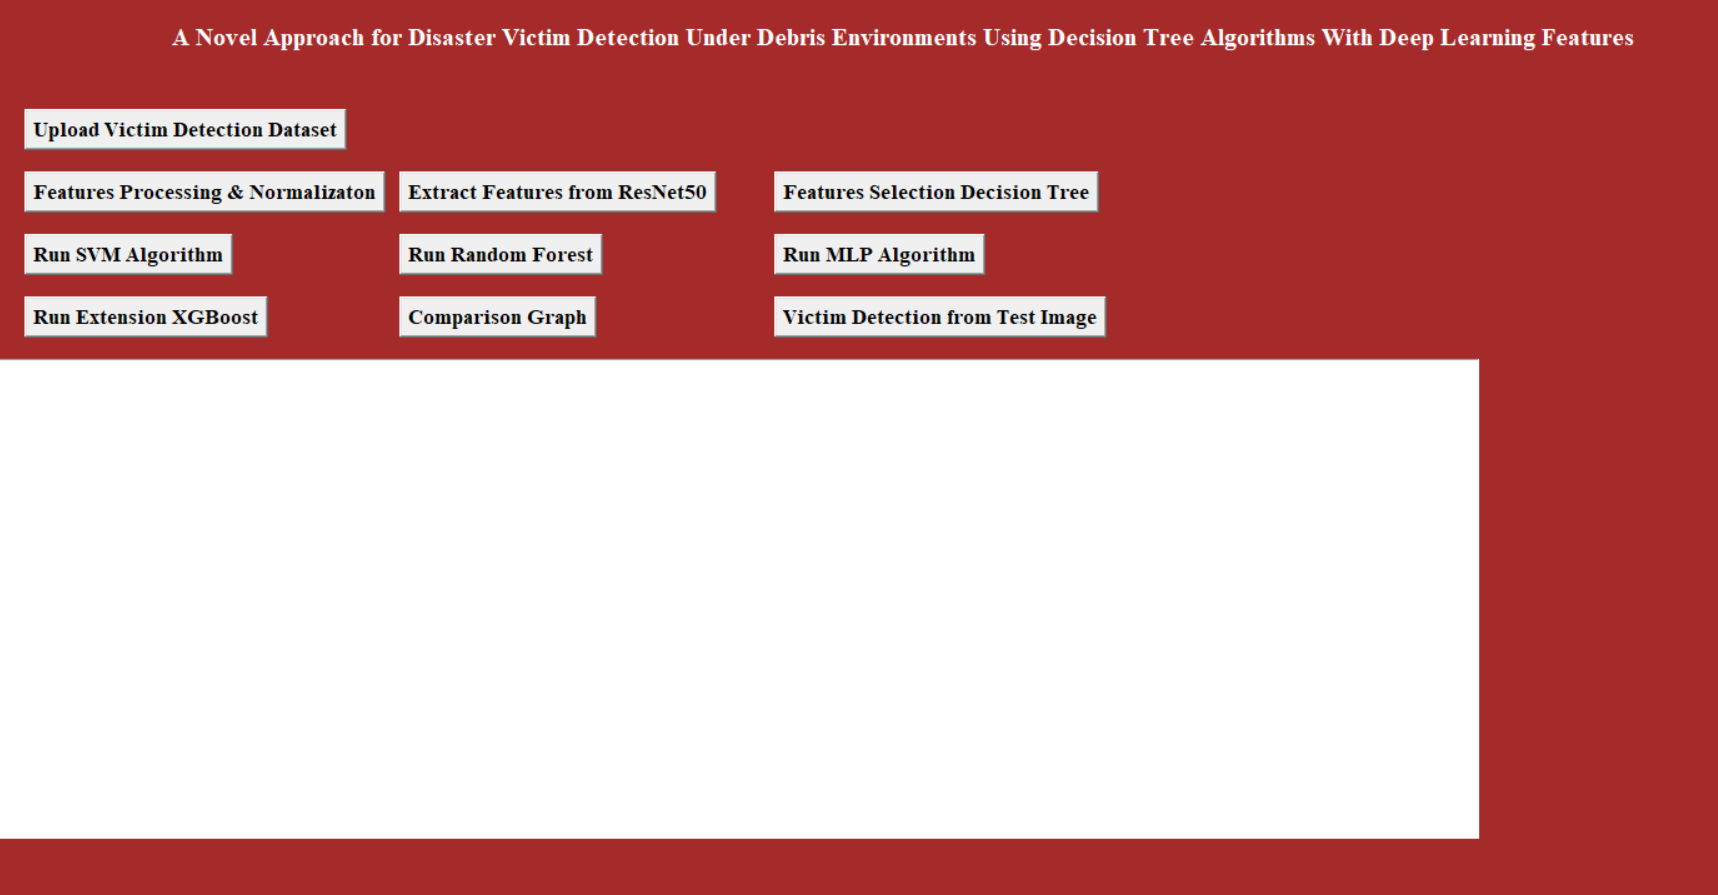 A Novel Approach for Disaster Victim Detection Under Debris Environments Using Decision Tree Algorithms With Deep Learning Features
Upload Victim Detection Dataset
Features Processing & Normalizaton
Extract Features from ResNet50
Features Selection Decision Tree
Run SVM Algorithm
Run Random Forest
Run MLP Algorithm
Run Extension XGBoost
Comparison Graph
Victim Detection from Test Image